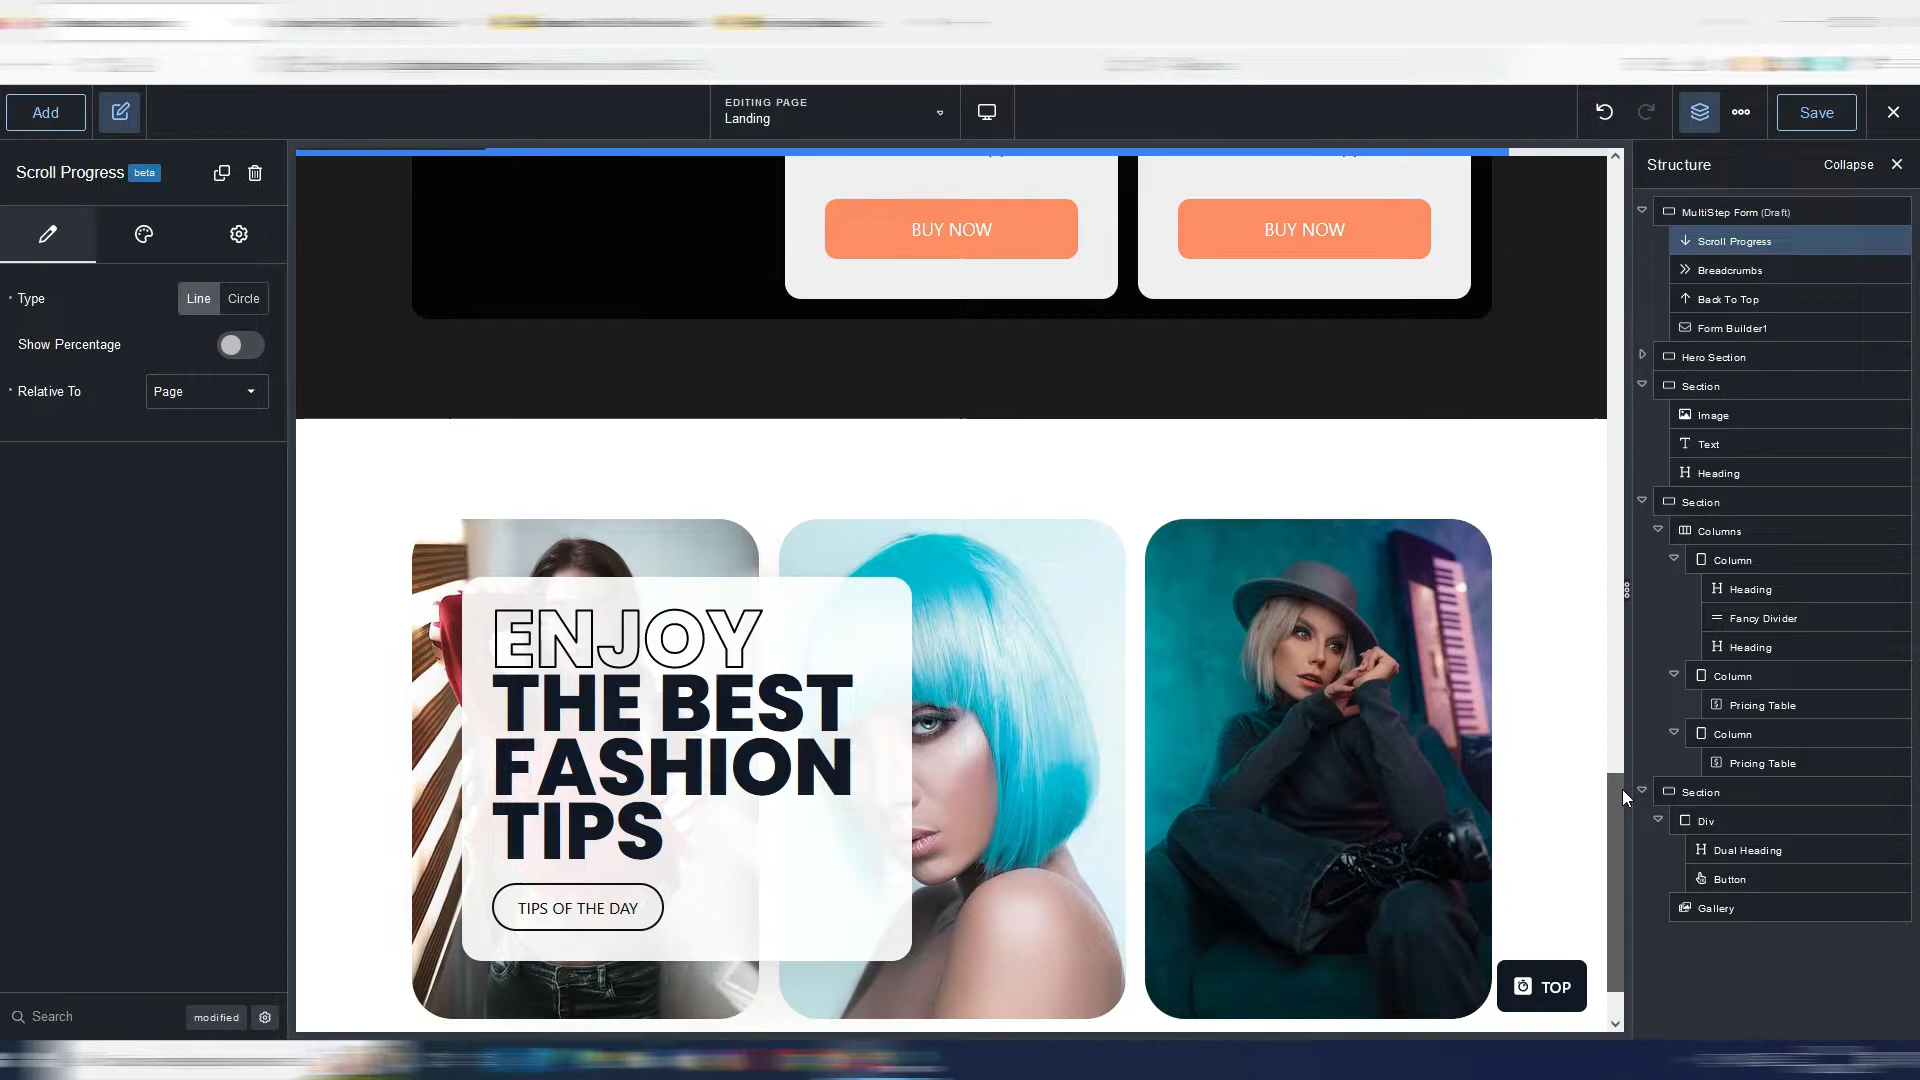 Add
EDITING PAGE
Landing
Save
Scroll Progress beta
Type
Line
Circle
Show Percentage
Relative To
Page
Search
modified
BUY NOW
BUY NOW
ENJOY
THE BEST
FASHION
TIPS
TIPS OF THE DAY
TOP
Structure
Collapse
MultiStep Form (Draft)
Scroll Progress
Breadcrumbs
Back To Top
Form Builder1
Hero Section
Section
Image
Text
Heading
Section
Columns
Column
Heading
Fancy Divider
Heading
Column
Pricing Table
Column
Pricing Table
Section
Div
Dual Heading
Button
Gallery